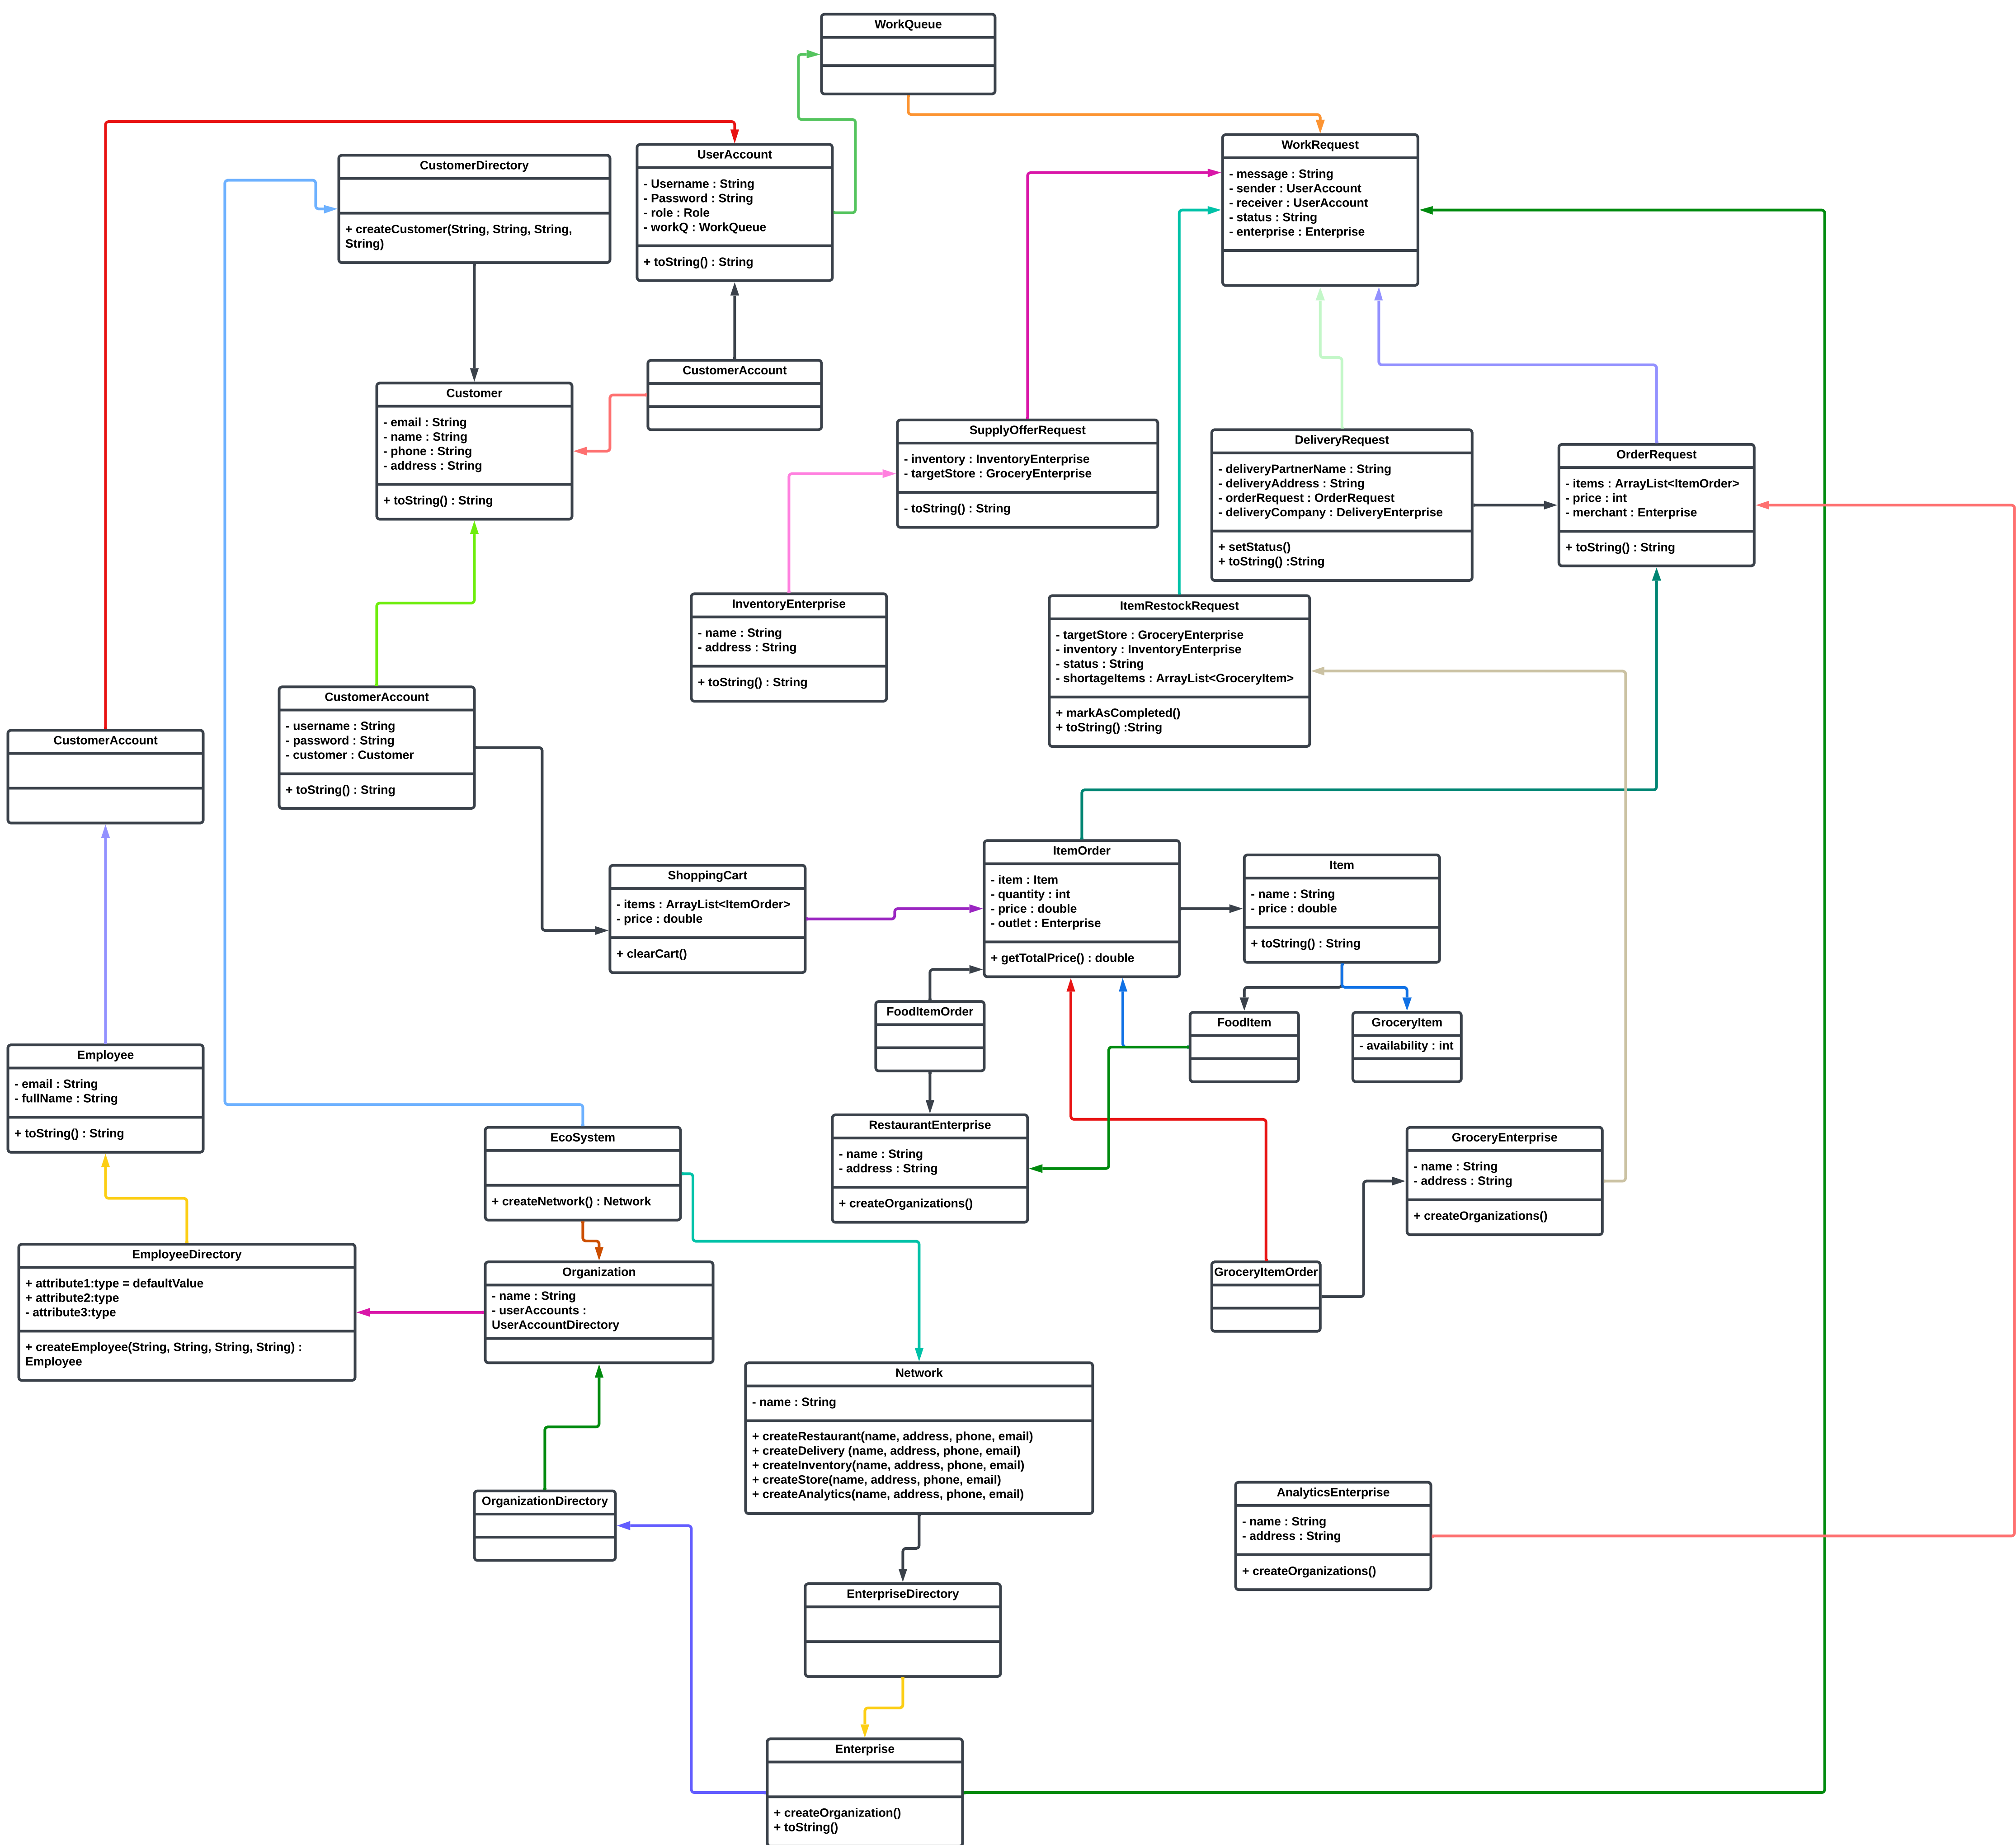 WorkQueue
WorkRequest
- message : String
- sender : UserAccount
- receiver : UserAccount
- status : String
- enterprise : Enterprise
UserAccount
- Username : String
- Password : String
- role : Role
- workQ : WorkQueue
+ toString() : String
CustomerDirectory
+ createCustomer(String, String, String,
String)
CustomerAccount
Customer
- email : String
- name : String
- phone : String
- address : String
+ toString() : String
SupplyOfferRequest
- inventory : InventoryEnterprise
- targetStore : GroceryEnterprise
- toString() : String
DeliveryRequest
- deliveryPartnerName : String
- deliveryAddress : String
- orderRequest : OrderRequest
- deliveryCompany : DeliveryEnterprise
+ setStatus()
+ toString() :String
OrderRequest
- items : ArrayList<ItemOrder>
- price : int
- merchant : Enterprise
+ toString() : String
InventoryEnterprise
- name : String
- address : String
+ toString() : String
ItemRestockRequest
- targetStore : GroceryEnterprise
- inventory : InventoryEnterprise
- status : String
- shortageItems : ArrayList<GroceryItem>
+ markAsCompleted()
+ toString() :String
CustomerAccount
- username : String
- password : String
- customer : Customer
+ toString() : String
CustomerAccount
ShoppingCart
- items : ArrayList<ItemOrder>
- price : double
+ clearCart()
ItemOrder
- item : Item
- quantity : int
- price : double
- outlet : Enterprise
+ getTotalPrice() : double
Item
- name : String
- price : double
+ toString() : String
FoodItemOrder
FoodItem
GroceryItem
- availability : int
Employee
- email : String
- fullName : String
+ toString() : String
RestaurantEnterprise
- name : String
- address : String
+ createOrganizations()
EcoSystem
+ createNetwork() : Network
GroceryEnterprise
- name : String
- address : String
+ createOrganizations()
EmployeeDirectory
+ attribute1:type = defaultValue
+ attribute2:type
- attribute3:type
+ createEmployee(String, String, String, String) :
Employee
Organization
- name : String
- userAccounts :
UserAccountDirectory
GroceryItemOrder
Network
- name : String
+ createRestaurant(name, address, phone, email)
+ createDelivery (name, address, phone, email)
+ createInventory(name, address, phone, email)
+ createStore(name, address, phone, email)
+ createAnalytics(name, address, phone, email)
OrganizationDirectory
AnalyticsEnterprise
- name : String
- address : String
+ createOrganizations()
EnterpriseDirectory
Enterprise
+ createOrganization()
+ toString()